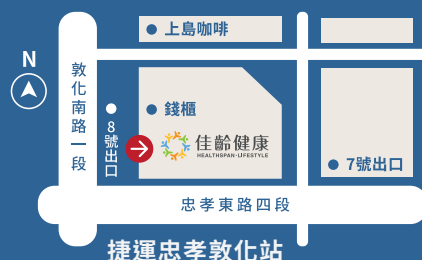 上島咖啡
N
敦化南路一段
8號出口
錢櫃
佳齡健康
HEALTHSPAN·LIFESTYLE
7號出口
忠孝東路四段
捷運忠孝敦化站